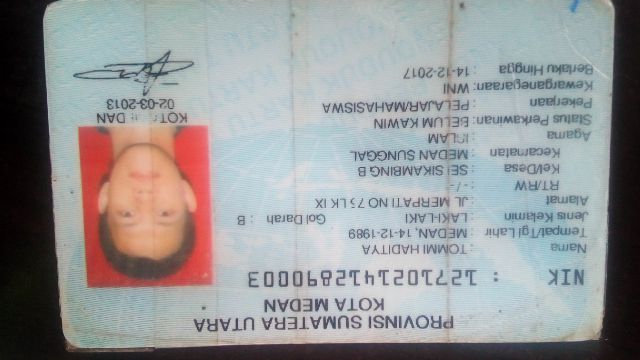 PROVINSI SUMATERA UTARA
KOTA MEDAN
NIK : 1271021412890003
Nama : TOMMI HADITYA
Tempat/Tgl Lahir : MEDAN, 14-12-1989
Jenis Kelamin : LAKI-LAKI Gol Darah : B
Alamat : JL MERPATI NO 75 LK IX
RT/RW : -/-
Kel/Desa : SEI SIKAMBING B
Kecamatan : MEDAN SUNGGAL
Agama : ISLAM
Status Perkawinan: BELUM KAWIN
Pekerjaan : PELAJAR/MAHASISWA
Kewarganegaraan: WNI
Berlaku Hingga : 14-12-2017
KOTA MEDAN
02-03-2013